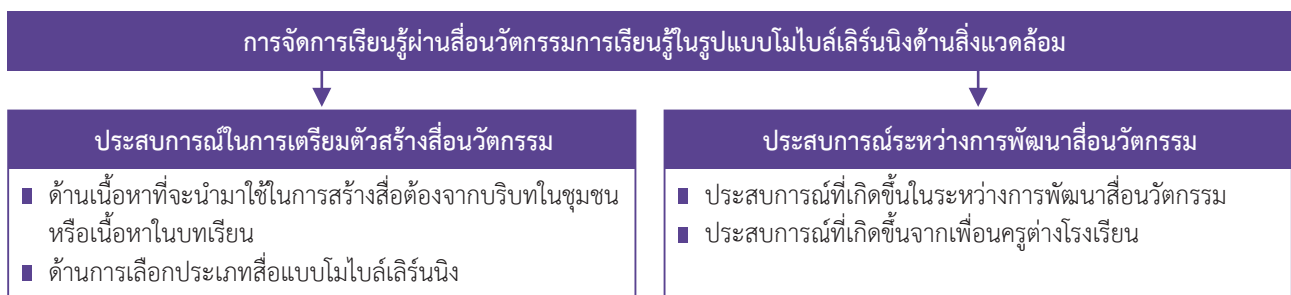 การจัดการเรียนรู้ผ่านสื่อนวัตกรรมการเรียนรู้ในรูปแบบโมไบล์เลิร์นนิงด้านสิ่งแวดล้อม
ประสบการณ์ในการเตรียมตัวสร้างสื่อนวัตกรรม
ด้านเนื้อหาที่จะนำมาใช้ในการสร้างสื่อต้องจากบริบทในชุมชน
หรือเนื้อหาในบทเรียน
ด้านการเลือกประเภทสื่อแบบโมไบล์เลิร์นนิง
ประสบการณ์ระหว่างการพัฒนาสื่อนวัตกรรม
ประสบการณ์ที่เกิดขึ้นในระหว่างการพัฒนาสื่อนวัตกรรม
ประสบการณ์ที่เกิดขึ้นจากเพื่อนครูต่างโรงเรียน